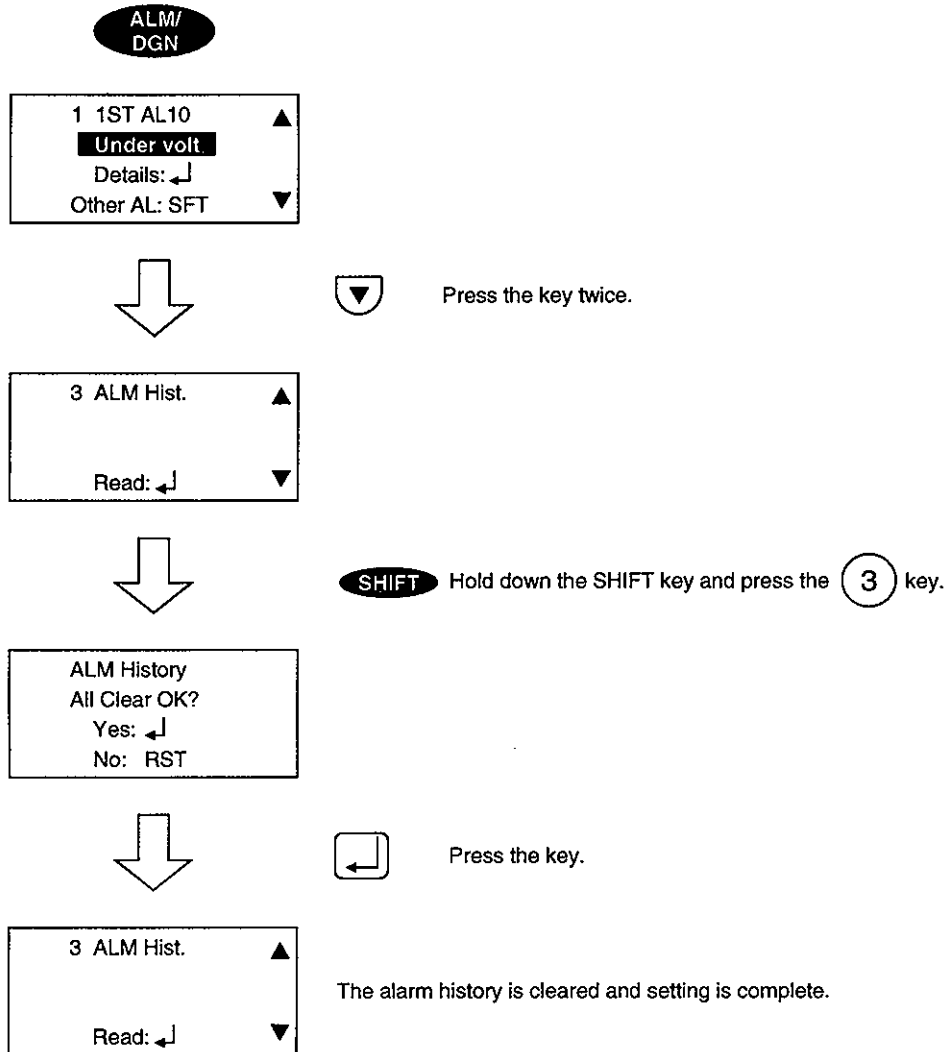 ALM/
DGN
1 1ST AL10 ▲
Under volt.
Details: ↵
Other AL: SFT ▼
▼ Press the key twice.
3 ALM Hist. ▲
Read: ↵ ▼
SHIFT Hold down the SHIFT key and press the 3 key.
ALM History
All Clear OK?
Yes: ↵
No: RST
↵ Press the key.
3 ALM Hist. ▲
The alarm history is cleared and setting is complete.
Read: ↵ ▼